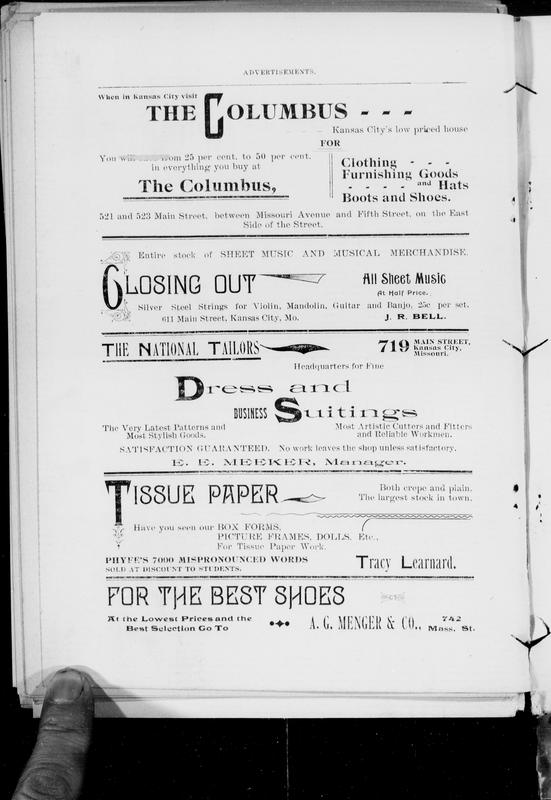 ADVERTISEMENTS.
When in Kansas City visit
THE COLUMBUS - - -
Kansas City's low priced house
FOR
You will from 25 per cent. to 50 per cent.
in everything you buy at
The Columbus,
Clothing - - -
Furnishing Goods
- - - - and Hats
Boots and Shoes.
521 and 523 Main Street, between Missouri Avenue and Fifth Street, on the East
Side of the Street.
Entire stock of SHEET MUSIC AND MUSICAL MERCHANDISE.
CLOSING OUT
All Sheet Music
At Half Price.
Silver Steel Strings for Violin, Mandolin, Guitar and Banjo, 25c per set.
611 Main Street, Kansas City, Mo.
J. R. BELL.
THE NATIONAL TAILORS
719 MAIN STREET,
Kansas City,
Missouri.
Headquarters for Fine
Dress and
BUSINESS Suitings
The Very Latest Patterns and
Most Stylish Goods.
Most Artistic Cutters and Fitters
and Reliable Workmen.
SATISFACTION GUARANTEED. No work leaves the shop unless satisfactory.
E. E. MEEKER, Manager.
TISSUE PAPER
Both crepe and plain.
The largest stock in town.
Have you seen our BOX FORMS,
PICTURE FRAMES, DOLLS, Etc.,
For Tissue Paper Work.
PHYFE'S 7000 MISPRONOUNCED WORDS
SOLD AT DISCOUNT TO STUDENTS.
Tracy Learnard.
FOR THE BEST SHOES
At the Lowest Prices and the
Best Selection Go To
A. G. MENGER & CO., 742
Mass. St.